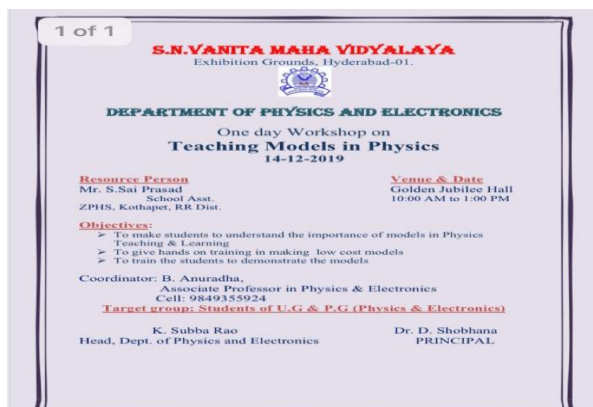 1 of 1
S.N.VANITA MAHA VIDYALAYA
Exhibition Grounds, Hyderabad-01.
DEPARTMENT OF PHYSICS AND ELECTRONICS
One day Workshop on
Teaching Models in Physics
14-12-2019
Resource Person Venue & Date
Mr. S.Sai Prasad Golden Jubilee Hall
School Asst. 10:00 AM to 1:00 PM
ZPHS, Kothapet, RR Dist.
Objectives:
➢ To make students to understand the importance of models in Physics
Teaching & Learning
➢ To give hands on training in making low cost models
➢ To train the students to demonstrate the models
Coordinator: B. Anuradha,
Associate Professor in Physics & Electronics
Cell: 9849355924
Target group: Students of U.G & P.G (Physics & Electronics)
K. Subba Rao Dr. D. Shobhana
Head, Dept. of Physics and Electronics PRINCIPAL